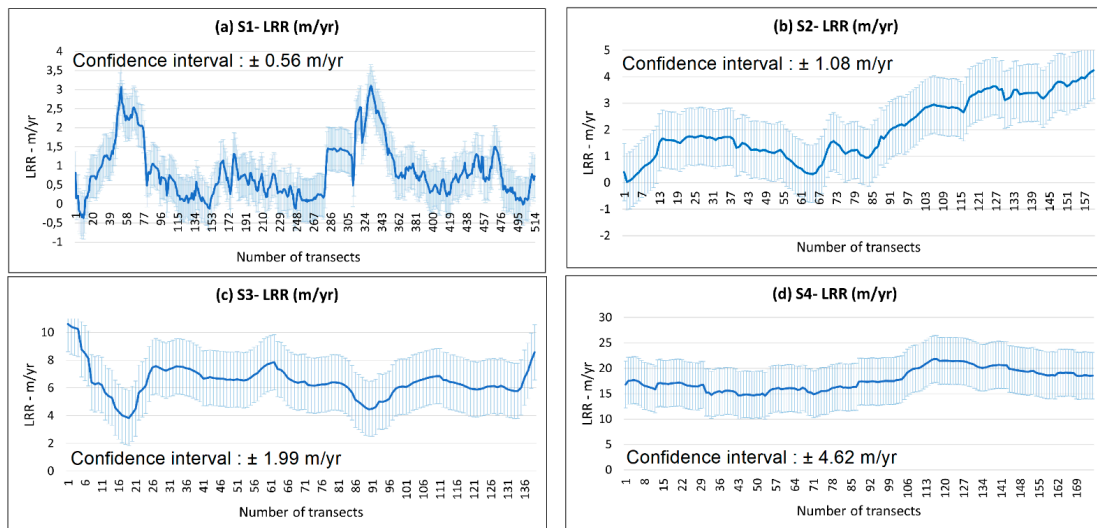 (a) S1- LRR (m/yr)
Confidence interval : ± 0.56 m/yr
LRR - m/yr
4
3,5
3
2,5
2
1,5
1
0,5
0
-0,5
-1
1 20 39 58 77 96 115 134 153 172 191 210 229 248 267 286 305 324 343 362 381 400 419 438 457 476 495 514
Number of transects
(b) S2- LRR (m/yr)
Confidence interval : ± 1.08 m/yr
LRR - m/yr
5
4
3
2
1
0
-1
-2
1 7 13 19 25 31 37 43 49 55 61 67 73 79 85 91 97 103 109 115 121 127 133 139 145 151 157
Number of transects
(c) S3- LRR (m/yr)
LRR - m/yr
10
8
6
4
2
0
Confidence interval : ± 1.99 m/yr
1 6 11 16 21 26 31 36 41 46 51 56 61 66 71 76 81 86 91 96 101 106 111 116 121 126 131 136
Number of transects
(d) S4- LRR (m/yr)
LRR - m/yr
30
25
20
15
10
5
0
Confidence interval : ± 4.62 m/yr
1 8 15 22 29 36 43 50 57 64 71 78 85 92 99 106 113 120 127 134 141 148 155 162 169
Number of transects